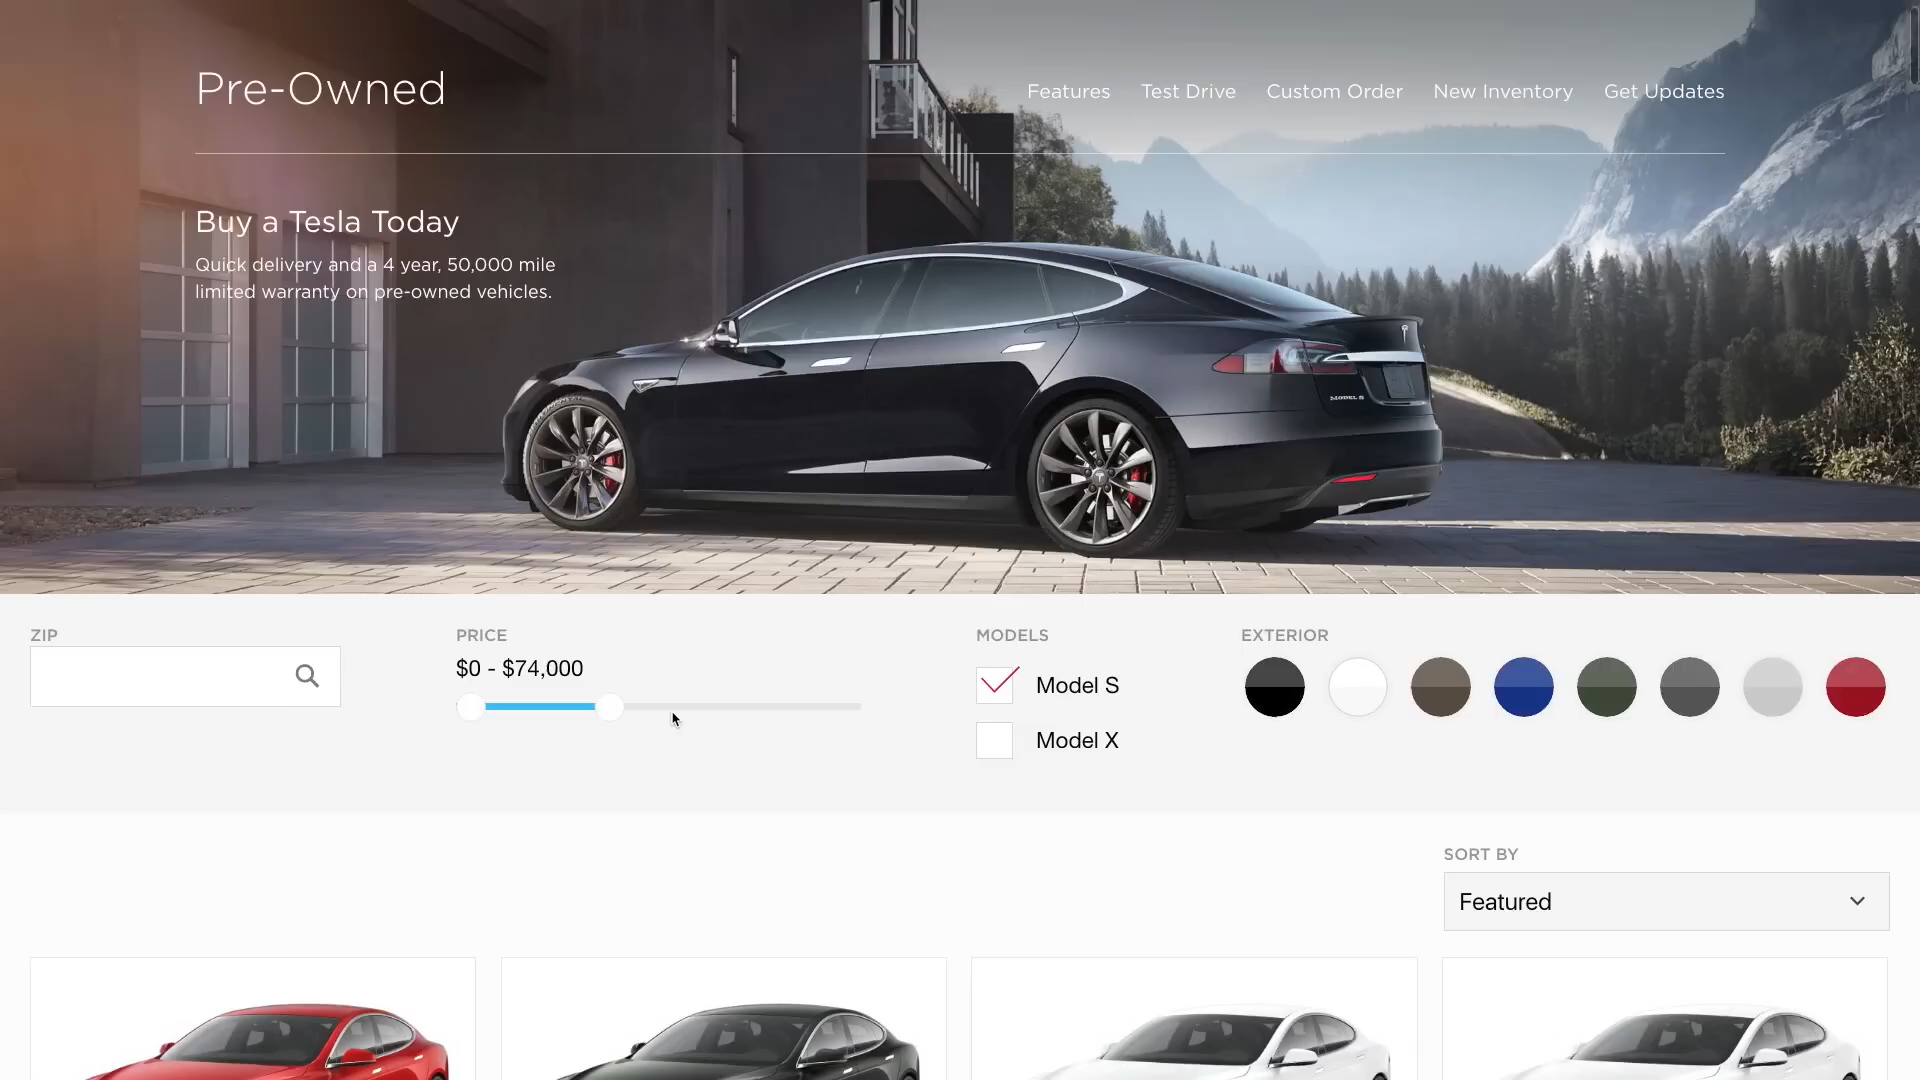 Pre-Owned
Features
Test Drive
Custom Order
New Inventory
Get Updates
Buy a Tesla Today
Quick delivery and a 4 year, 50,000 mile
limited warranty on pre-owned vehicles.
MODEL S
ZIP
PRICE
$0 - $74,000
MODELS
Model S
Model X
EXTERIOR
SORT BY
Featured